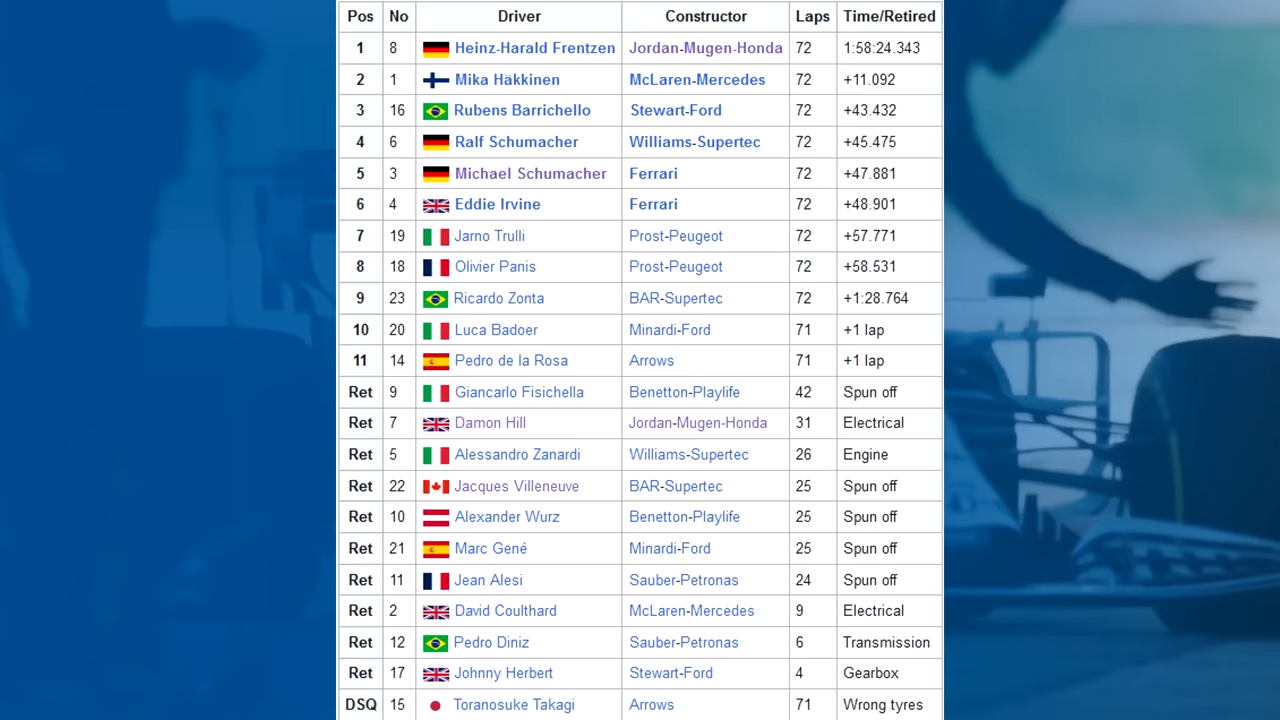 Pos No Driver Constructor Laps Time/Retired
1 8 Heinz-Harald Frentzen Jordan-Mugen-Honda 72 1:58:24.343
2 1 Mika Häkkinen McLaren-Mercedes 72 +11.092
3 16 Rubens Barrichello Stewart-Ford 72 +43.432
4 6 Ralf Schumacher Williams-Supertec 72 +45.475
5 3 Michael Schumacher Ferrari 72 +47.881
6 4 Eddie Irvine Ferrari 72 +48.901
7 19 Jarno Trulli Prost-Peugeot 72 +57.771
8 18 Olivier Panis Prost-Peugeot 72 +58.531
9 23 Ricardo Zonta BAR-Supertec 72 +1:28.764
10 20 Luca Badoer Minardi-Ford 71 +1 lap
11 14 Pedro de la Rosa Arrows 71 +1 lap
Ret 9 Giancarlo Fisichella Benetton-Playlife 42 Spun off
Ret 7 Damon Hill Jordan-Mugen-Honda 31 Electrical
Ret 5 Alessandro Zanardi Williams-Supertec 26 Engine
Ret 22 Jacques Villeneuve BAR-Supertec 25 Spun off
Ret 10 Alexander Wurz Benetton-Playlife 25 Spun off
Ret 21 Marc Gené Minardi-Ford 25 Spun off
Ret 11 Jean Alesi Sauber-Petronas 24 Spun off
Ret 2 David Coulthard McLaren-Mercedes 9 Electrical
Ret 12 Pedro Diniz Sauber-Petronas 6 Transmission
Ret 17 Johnny Herbert Stewart-Ford 4 Gearbox
DSQ 15 Toranosuke Takagi Arrows 71 Wrong tyres